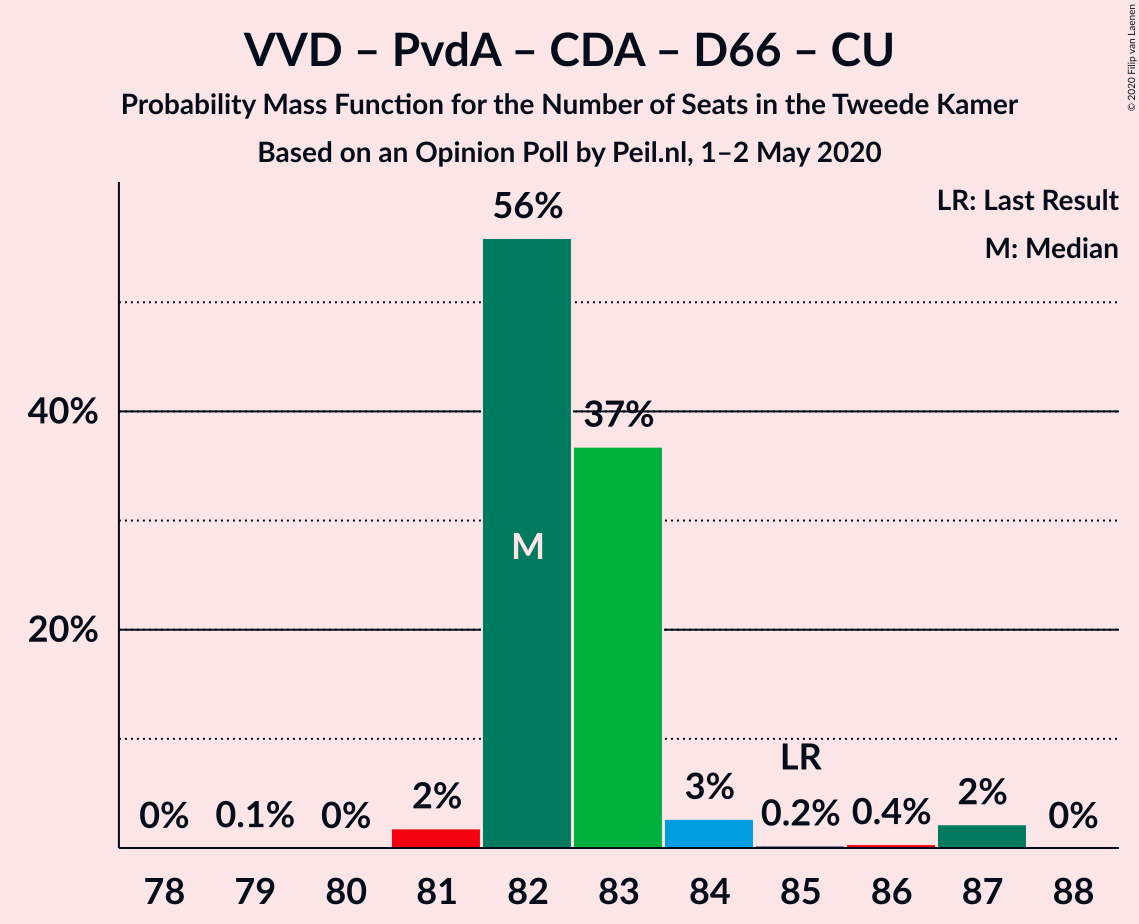 VVD – PvdA – CDA – D66 – CU
Probability Mass Function for the Number of Seats in the Tweede Kamer
Based on an Opinion Poll by Peil.nl, 1–2 May 2020
© 2020 Filip van Laenen
LR: Last Result
M: Median
56%
40%
37%
M
20%
LR
0%
0.1%
0%
2%
3%
0.2%
0.4%
2%
0%
78 79 80 81 82 83 84 85 86 87 88